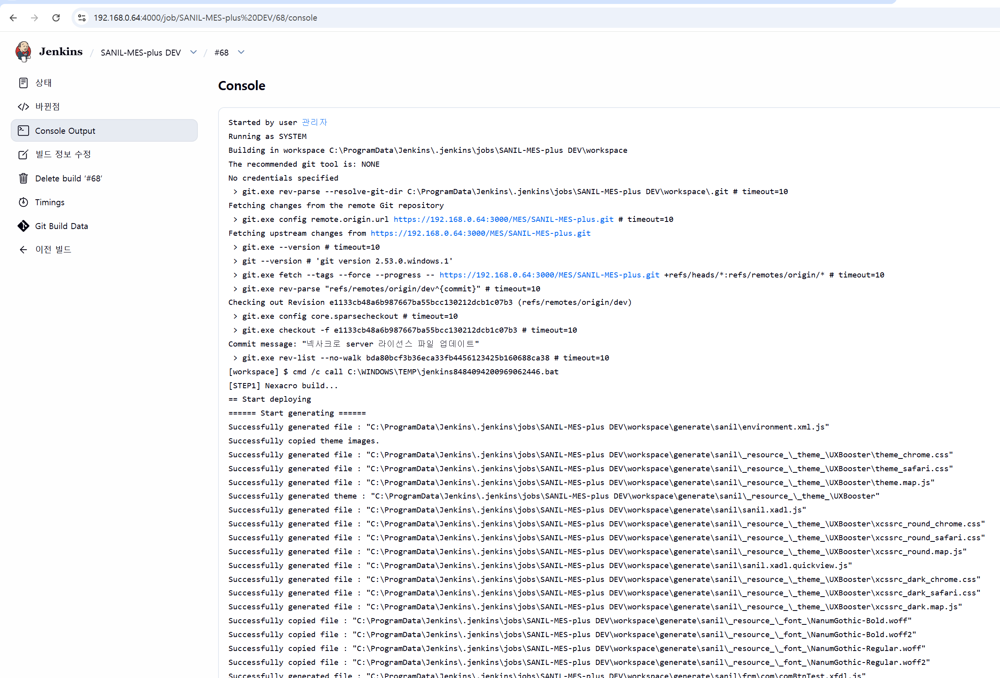 192.168.0.64:4000/job/SANIL-MES-plus%20DEV/68/console
Jenkins / SANIL-MES-plus DEV / #68
상태
바뀐점
Console Output
빌드 정보 수정
Delete build '#68'
Timings
Git Build Data
이전 빌드
Console
Started by user 관리자
Running as SYSTEM
Building in workspace C:\ProgramData\Jenkins\.jenkins\jobs\SANIL-MES-plus DEV\workspace
The recommended git tool is: NONE
No credentials specified
> git.exe rev-parse --resolve-git-dir C:\ProgramData\Jenkins\.jenkins\jobs\SANIL-MES-plus DEV\workspace\.git # timeout=10
Fetching changes from the remote Git repository
> git.exe config remote.origin.url https://192.168.0.64:3000/MES/SANIL-MES-plus.git # timeout=10
Fetching upstream changes from https://192.168.0.64:3000/MES/SANIL-MES-plus.git
> git.exe --version # timeout=10
> git --version # 'git version 2.53.0.windows.1'
> git.exe fetch --tags --force --progress -- https://192.168.0.64:3000/MES/SANIL-MES-plus.git +refs/heads/*:refs/remotes/origin/* # timeout=10
> git.exe rev-parse "refs/remotes/origin/dev^{commit}" # timeout=10
Checking out Revision e1133cb48a6b987667ba55bcc130212dcb1c07b3 (refs/remotes/origin/dev)
> git.exe config core.sparsecheckout # timeout=10
> git.exe checkout -f e1133cb48a6b987667ba55bcc130212dcb1c07b3 # timeout=10
Commit message: "넥사크로 server 라이선스 파일 업데이트"
> git.exe rev-list --no-walk bda80bcf3b36eca33fb4456123425b160688ca38 # timeout=10
[workspace] $ cmd /c call C:\WINDOWS\TEMP\jenkins8484094200969062446.bat
[STEP1] Nexacro build...
== Start deploying
====== Start generating ======
Successfully generated file : "C:\ProgramData\Jenkins\.jenkins\jobs\SANIL-MES-plus DEV\workspace\generate\sanil\environment.xml.js"
Successfully copied theme images.
Successfully generated file : "C:\ProgramData\Jenkins\.jenkins\jobs\SANIL-MES-plus DEV\workspace\generate\sanil\_resource_\_theme_\UXBooster\theme_chrome.css"
Successfully generated file : "C:\ProgramData\Jenkins\.jenkins\jobs\SANIL-MES-plus DEV\workspace\generate\sanil\_resource_\_theme_\UXBooster\theme_safari.css"
Successfully generated file : "C:\ProgramData\Jenkins\.jenkins\jobs\SANIL-MES-plus DEV\workspace\generate\sanil\_resource_\_theme_\UXBooster\theme.map.js"
Successfully generated theme : "C:\ProgramData\Jenkins\.jenkins\jobs\SANIL-MES-plus DEV\workspace\generate\sanil\_resource_\_theme_\UXBooster"
Successfully generated file : "C:\ProgramData\Jenkins\.jenkins\jobs\SANIL-MES-plus DEV\workspace\generate\sanil\sanil.xadl.js"
Successfully generated file : "C:\ProgramData\Jenkins\.jenkins\jobs\SANIL-MES-plus DEV\workspace\generate\sanil\_resource_\_theme_\UXBooster\xcssrc_round_chrome.css"
Successfully generated file : "C:\ProgramData\Jenkins\.jenkins\jobs\SANIL-MES-plus DEV\workspace\generate\sanil\_resource_\_theme_\UXBooster\xcssrc_round_safari.css"
Successfully generated file : "C:\ProgramData\Jenkins\.jenkins\jobs\SANIL-MES-plus DEV\workspace\generate\sanil\_resource_\_theme_\UXBooster\xcssrc_round.map.js"
Successfully generated file : "C:\ProgramData\Jenkins\.jenkins\jobs\SANIL-MES-plus DEV\workspace\generate\sanil\sanil.xadl.quickview.js"
Successfully generated file : "C:\ProgramData\Jenkins\.jenkins\jobs\SANIL-MES-plus DEV\workspace\generate\sanil\_resource_\_theme_\UXBooster\xcssrc_dark_chrome.css"
Successfully generated file : "C:\ProgramData\Jenkins\.jenkins\jobs\SANIL-MES-plus DEV\workspace\generate\sanil\_resource_\_theme_\UXBooster\xcssrc_dark_safari.css"
Successfully generated file : "C:\ProgramData\Jenkins\.jenkins\jobs\SANIL-MES-plus DEV\workspace\generate\sanil\_resource_\_theme_\UXBooster\xcssrc_dark.map.js"
Successfully copied file : "C:\ProgramData\Jenkins\.jenkins\jobs\SANIL-MES-plus DEV\workspace\generate\sanil\_resource_\_font_\NanumGothic-Bold.woff"
Successfully copied file : "C:\ProgramData\Jenkins\.jenkins\jobs\SANIL-MES-plus DEV\workspace\generate\sanil\_resource_\_font_\NanumGothic-Bold.woff2"
Successfully copied file : "C:\ProgramData\Jenkins\.jenkins\jobs\SANIL-MES-plus DEV\workspace\generate\sanil\_resource_\_font_\NanumGothic-Regular.woff"
Successfully copied file : "C:\ProgramData\Jenkins\.jenkins\jobs\SANIL-MES-plus DEV\workspace\generate\sanil\_resource_\_font_\NanumGothic-Regular.woff2"
Successfully generated file : "C:\ProgramData\Jenkins\.jenkins\jobs\SANIL-MES-plus DEV\workspace\generate\sanil\frm\com\comBtnTest.xfdl.js"